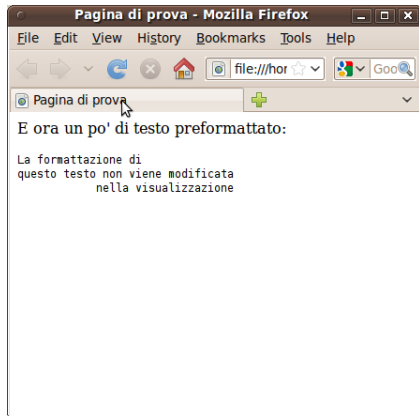 Pagina di prova - Mozilla Firefox
File Edit View History Bookmarks Tools Help
file:///hor Goo
Pagina di prova
E ora un po' di testo preformattato:
La formattazione di
questo testo non viene modificata
nella visualizzazione